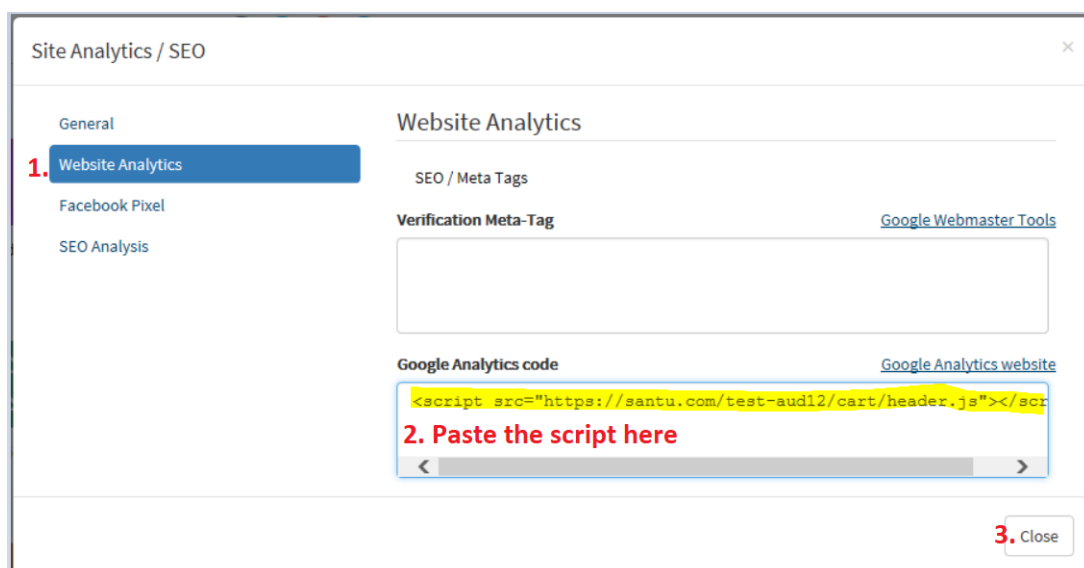 Site Analytics / SEO
×
General
1. Website Analytics
Facebook Pixel
SEO Analysis
Website Analytics
SEO / Meta Tags
Verification Meta-Tag Google Webmaster Tools
Google Analytics code Google Analytics website
<script src="https://santu.com/test-aud12/cart/header.js"></scr
2. Paste the script here
3. Close